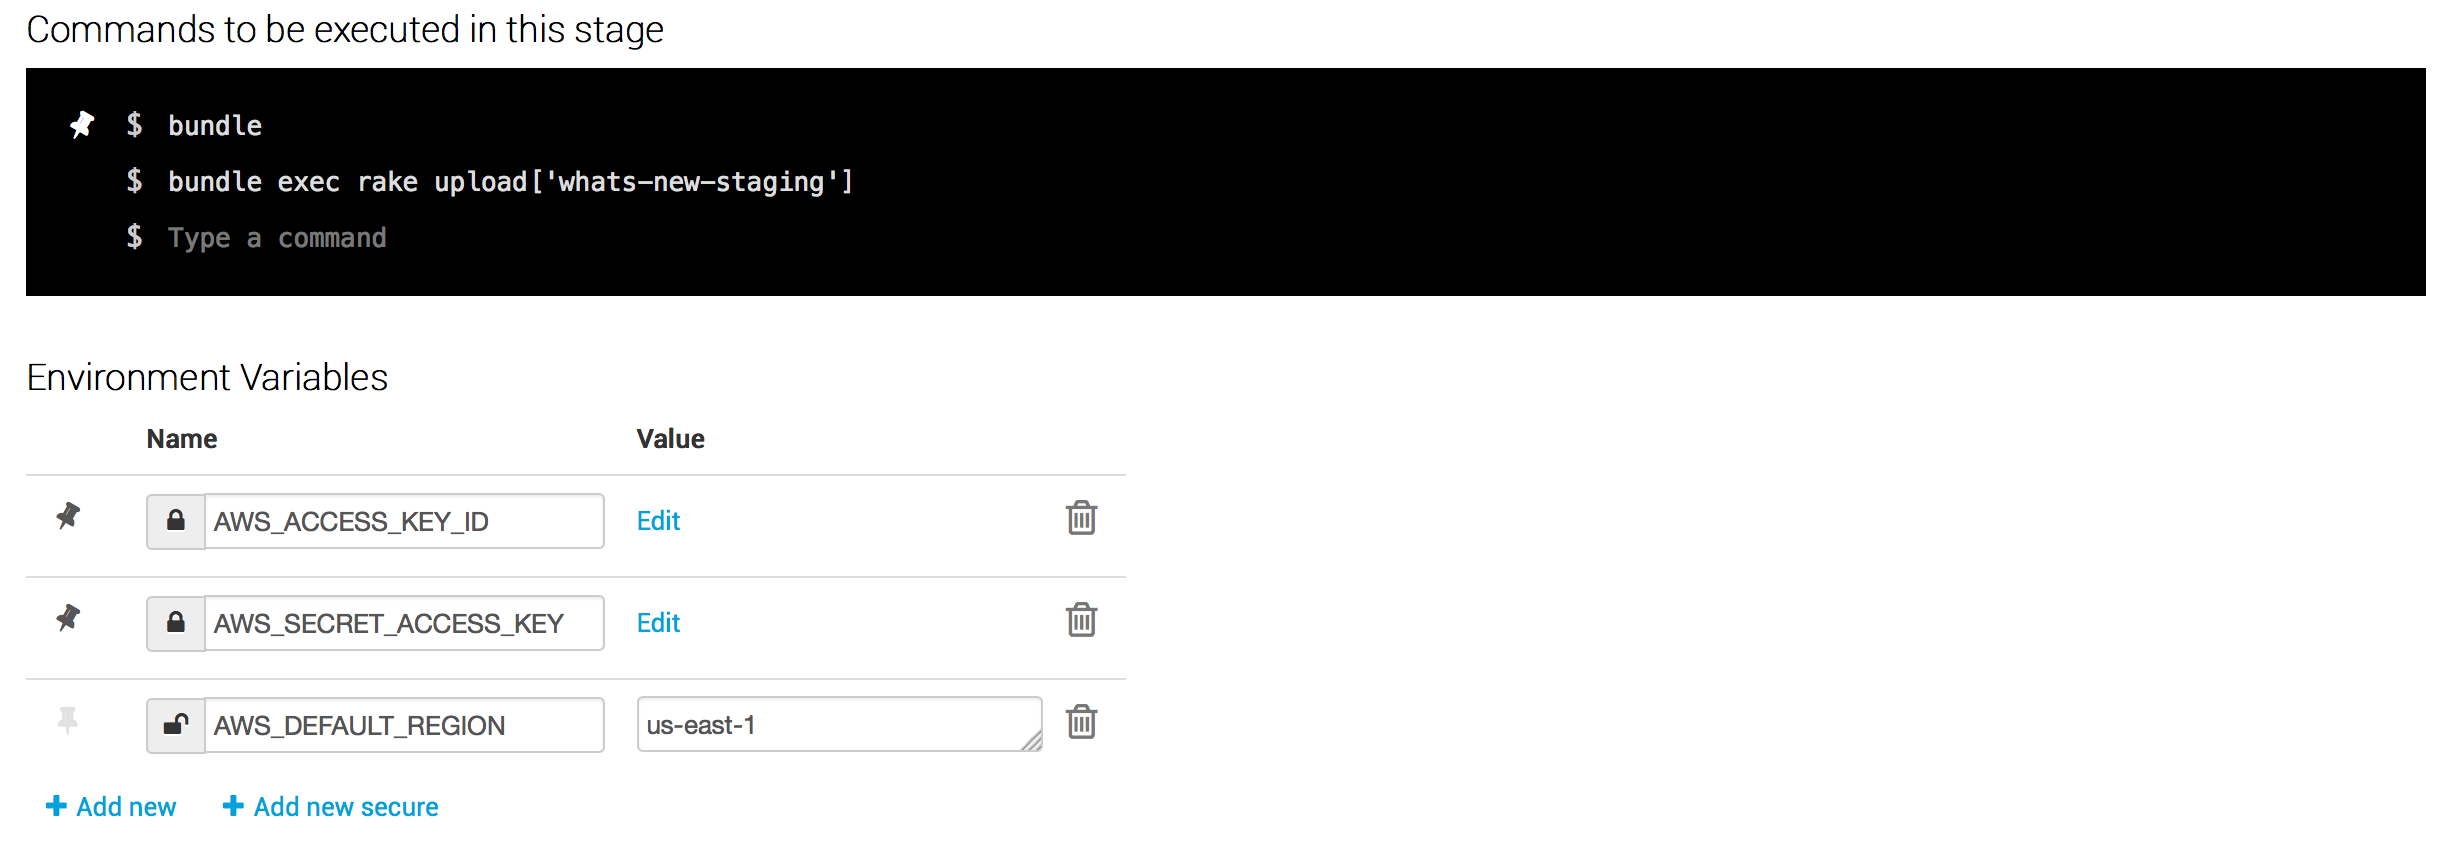 Commands to be executed in this stage
$ bundle
$ bundle exec rake upload['whats-new-staging']
$ Type a command
Environment Variables
Name Value
AWS_ACCESS_KEY_ID Edit
AWS_SECRET_ACCESS_KEY Edit
AWS_DEFAULT_REGION us-east-1
+ Add new + Add new secure